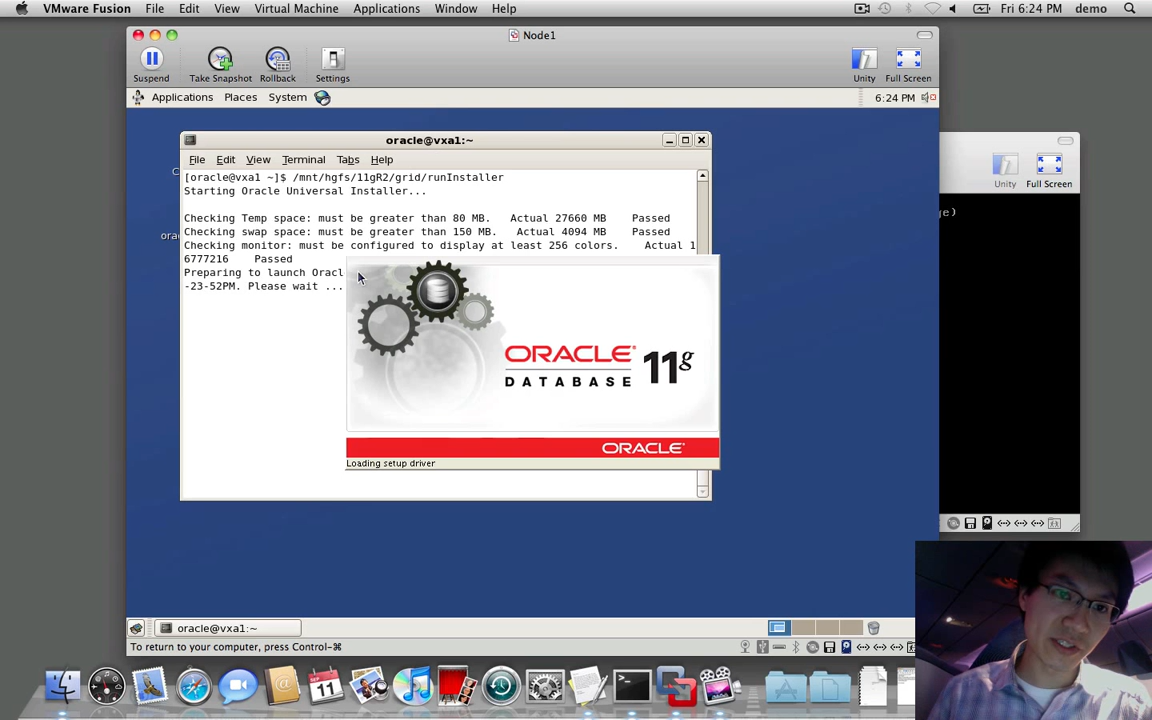 VMware Fusion File Edit View Virtual Machine Applications Window Help Fri 6:24 PM demo
Node1
Suspend Take Snapshot Rollback Settings Unity Full Screen
Applications Places System 6:24 PM
oracle@vxa1:~
File Edit View Terminal Tabs Help
Unity Full Screen
[oracle@vxa1 ~]$ /mnt/hgfs/11gR2/grid/runInstaller
Starting Oracle Universal Installer...
Checking Temp space: must be greater than 80 MB. Actual 27660 MB Passed
Checking swap space: must be greater than 150 MB. Actual 4094 MB Passed
Checking monitor: must be configured to display at least 256 colors. Actual 1
6777216 Passed
Preparing to launch Oracl
-23-52PM. Please wait ...
ORACLE
DATABASE 11g
ORACLE
Loading setup driver
oracle@vxa1:~
To return to your computer, press Control-⌘
SEP
11